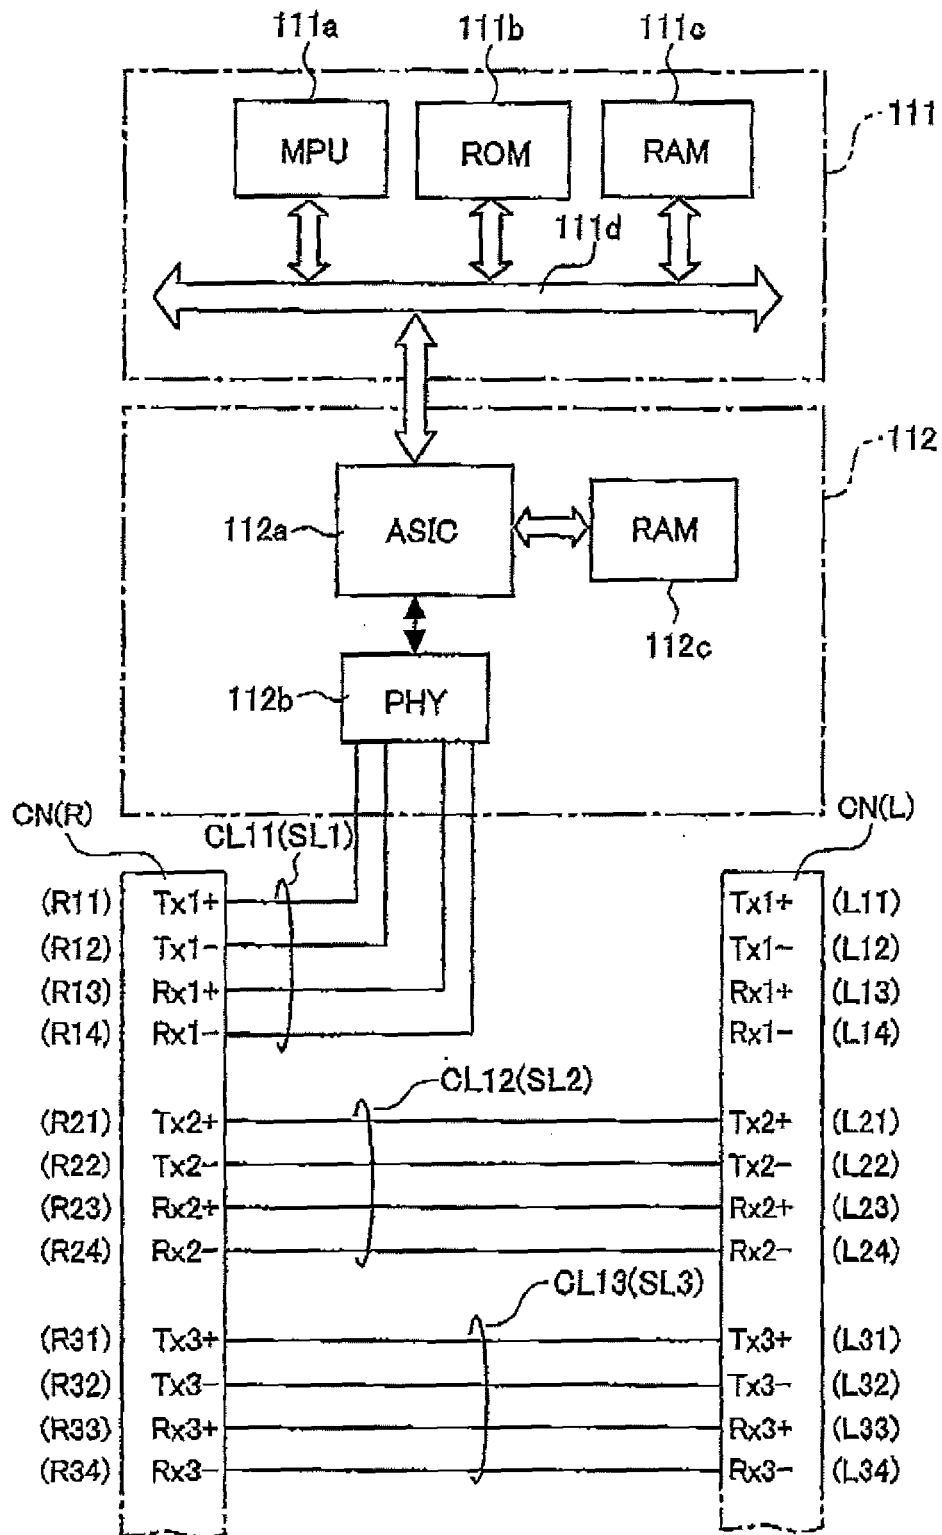 111a 111b 111c
111
MPU ROM RAM
111d
112
112a ASIC RAM
112c
112b PHY
CN(R) CN(L)
CL11(SL1)
(R11) Tx1+ Tx1+ (L11)
(R12) Tx1- Tx1- (L12)
(R13) Rx1+ Rx1+ (L13)
(R14) Rx1- Rx1- (L14)
CL12(SL2)
(R21) Tx2+ Tx2+ (L21)
(R22) Tx2- Tx2- (L22)
(R23) Rx2+ Rx2+ (L23)
(R24) Rx2- Rx2- (L24)
CL13(SL3)
(R31) Tx3+ Tx3+ (L31)
(R32) Tx3- Tx3- (L32)
(R33) Rx3+ Rx3+ (L33)
(R34) Rx3- Rx3- (L34)